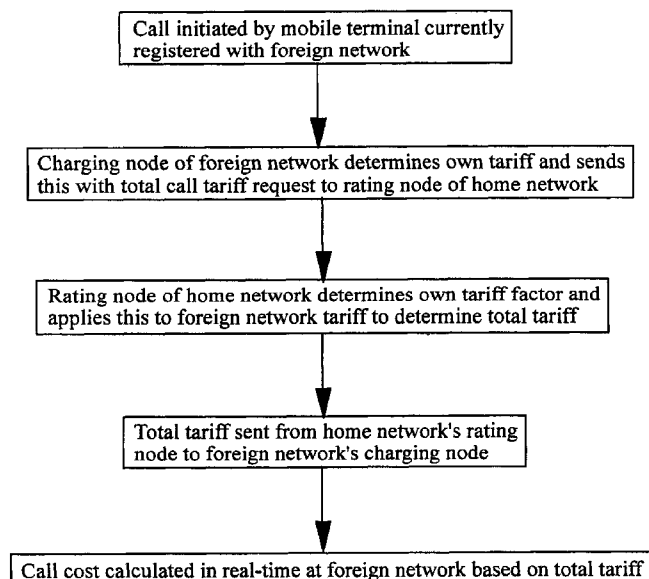 Call initiated by mobile terminal currently
registered with foreign network
Charging node of foreign network determines own tariff and sends
this with total call tariff request to rating node of home network
Rating node of home network determines own tariff factor and
applies this to foreign network tariff to determine total tariff
Total tariff sent from home network's rating
node to foreign network's charging node
Call cost calculated in real-time at foreign network based on total tariff